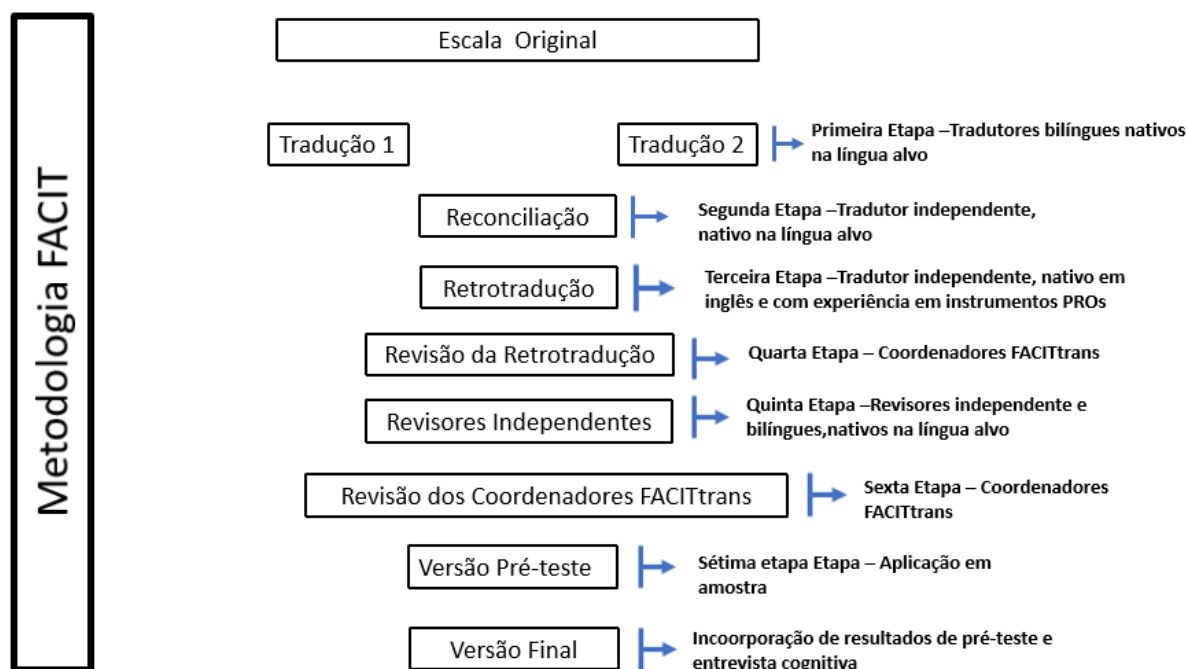 Metodologia FACIT
Escala Original
Tradução 1
Tradução 2
Primeira Etapa –Tradutores bilíngues nativos
na língua alvo
Reconciliação
Segunda Etapa –Tradutor independente,
nativo na língua alvo
Retrotradução
Terceira Etapa –Tradutor independente, nativo em
inglês e com experiência em instrumentos PROs
Revisão da Retrotradução
Quarta Etapa – Coordenadores FACITtrans
Revisores Independentes
Quinta Etapa –Revisores independente e
bilíngues,nativos na língua alvo
Revisão dos Coordenadores FACITtrans
Sexta Etapa – Coordenadores
FACITtrans
Versão Pré-teste
Sétima etapa Etapa – Aplicação em
amostra
Versão Final
Incoorporação de resultados de pré-teste e
entrevista cognitiva